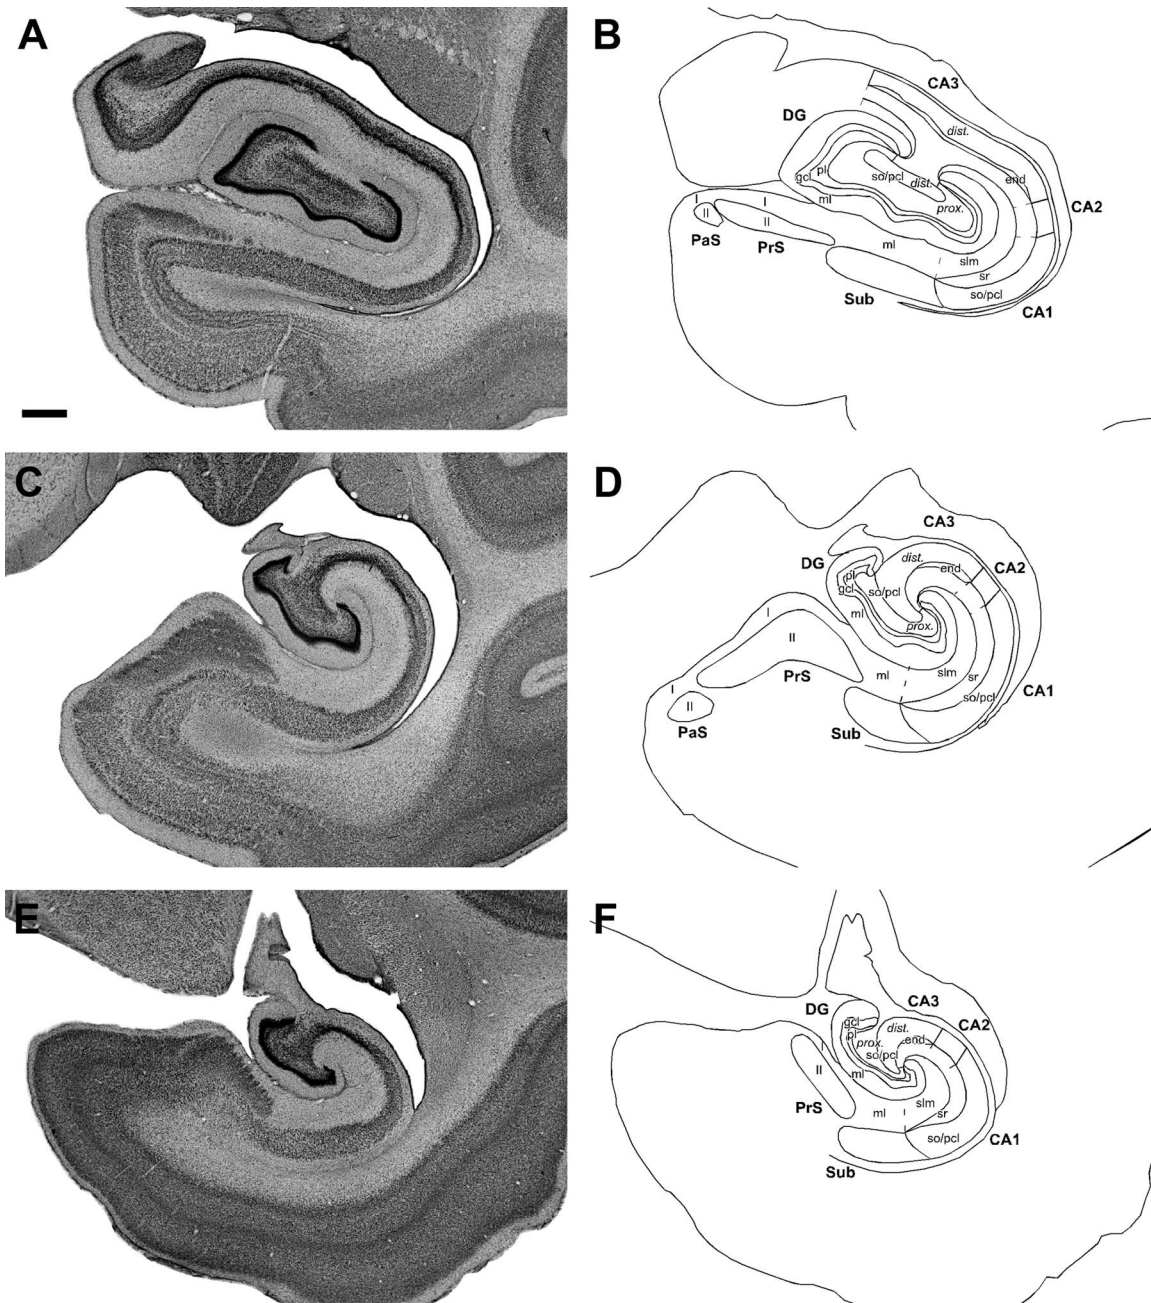 A
B
CA3
DG
dist.
pl
so/pcl
end
gcl
dist.
I
I
ml
prox.
CA2
II
II
PaS
PrS
ml
slm
sr
Sub
so/pcl
CA1
C
D
CA3
DG
dist.
pl
end
CA2
gcl
so/pcl
I
ml
prox.
II
PrS
ml
slm
sr
I
so/pcl
CA1
II
PaS
Sub
E
F
DG
CA3
gcl
dist.
CA2
pl
prox.
end
I
so/pcl
II
ml
PrS
ml
slm
sr
so/pcl
CA1
Sub